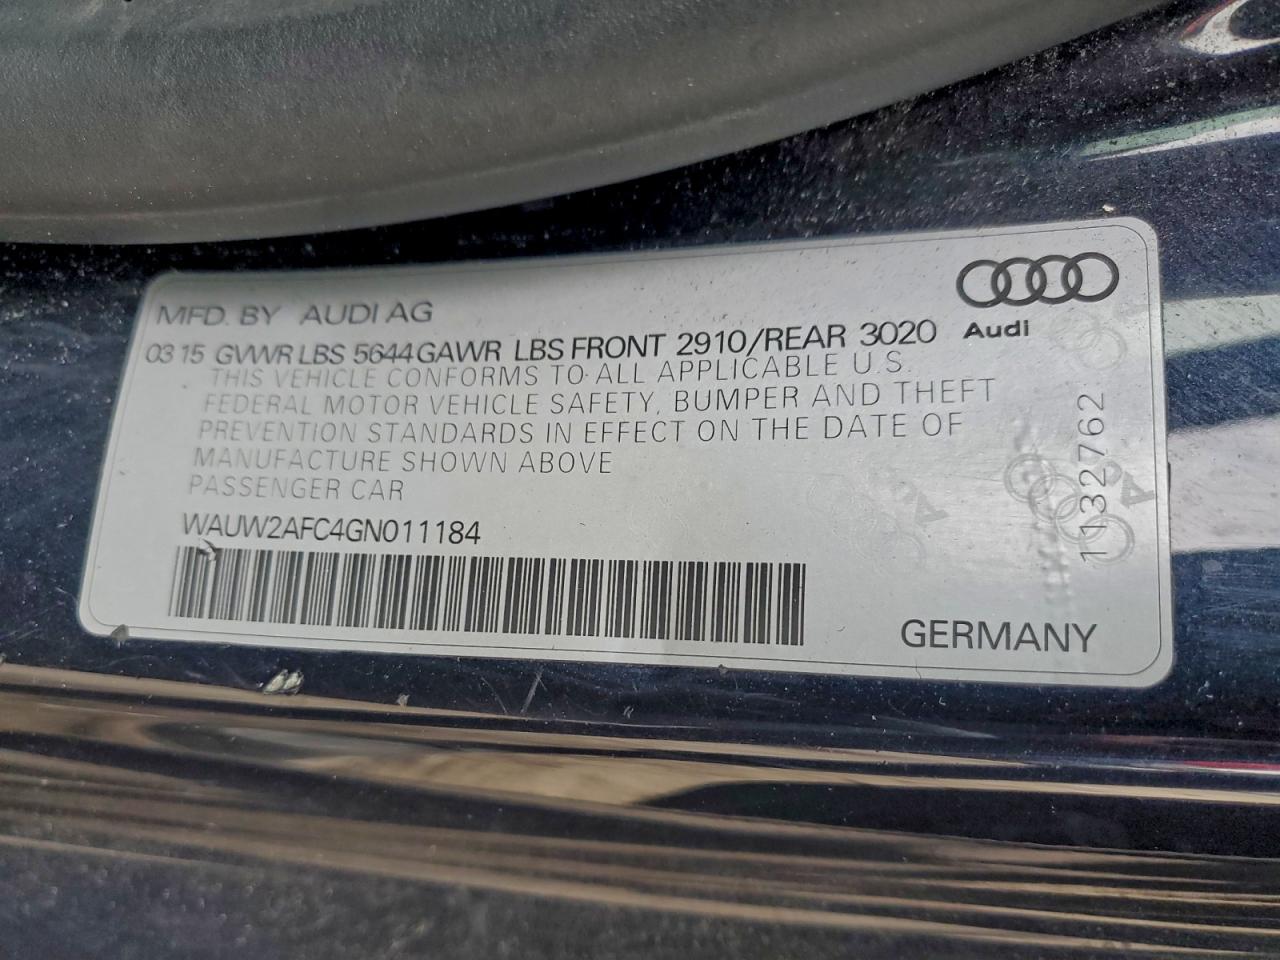 MFD. BY AUDI AG
03 15 GVWR LBS 5644 GAWR LBS FRONT 2910/REAR 3020
Audi
THIS VEHICLE CONFORMS TO ALL APPLICABLE U.S.
FEDERAL MOTOR VEHICLE SAFETY, BUMPER AND THEFT
PREVENTION STANDARDS IN EFFECT ON THE DATE OF
MANUFACTURE SHOWN ABOVE
PASSENGER CAR
WAUW2AFC4GN011184
1132762
GERMANY